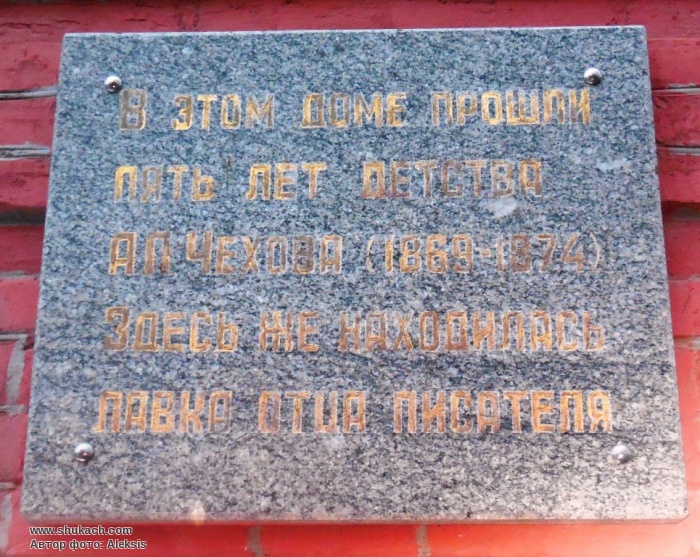 В ЭТОМ ДОМЕ ПРОШЛИ
ПЯТЬ ЛЕТ ДЕТСТВА
А.П. ЧЕХОВА (1869-1874)
ЗДЕСЬ ЖЕ НАХОДИЛАСЬ
ЛАВКА ОТЦА ПИСАТЕЛЯ
www.shukach.com
Автор фото: Aleksis